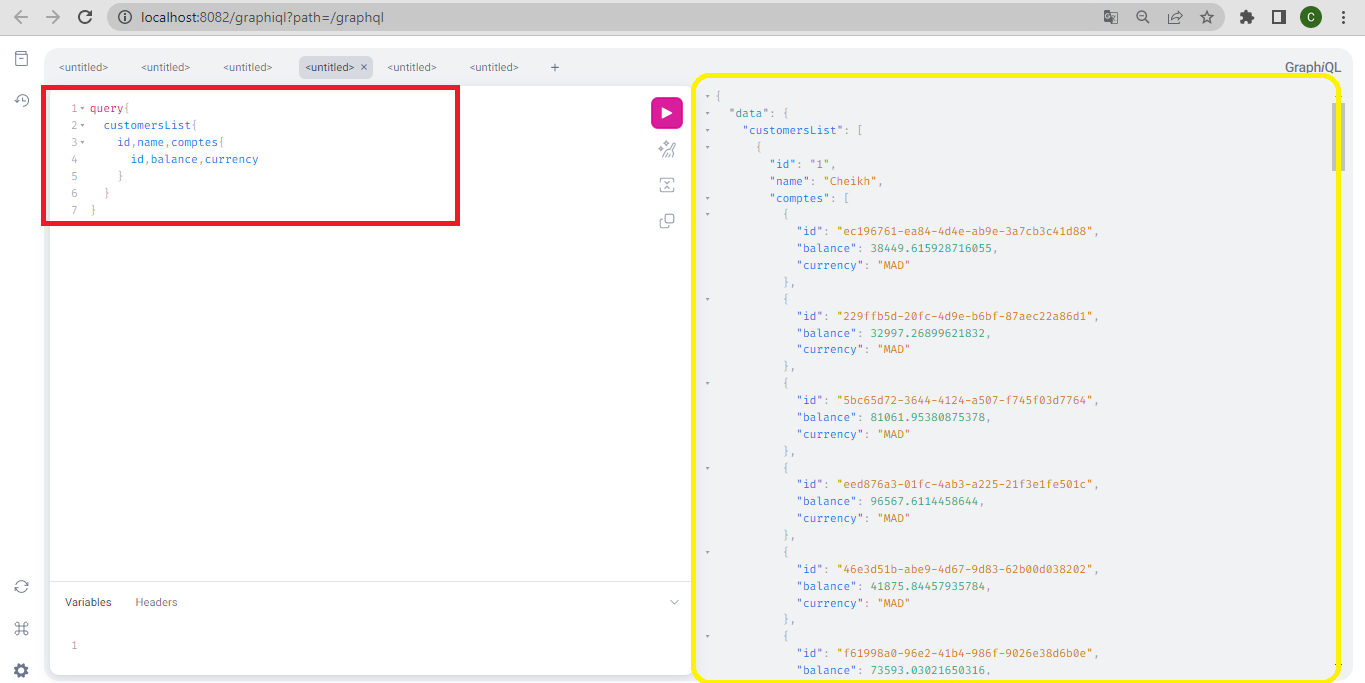 localhost:8082/graphiql?path=/graphql
C
<untitled> <untitled> <untitled> <untitled> × <untitled> <untitled> +
GraphiQL
1 query{
2 customersList{
3 id,name,comptes{
4 id,balance,currency
5 }
6 }
7 }
Variables Headers
1
{
"data": {
"customersList": [
{
"id": "1",
"name": "Cheikh",
"comptes": [
{
"id": "ec196761-ea84-4d4e-ab9e-3a7cb3c41d88",
"balance": 38449.615928716055,
"currency": "MAD"
},
{
"id": "229ffb5d-20fc-4d9e-b6bf-87aec22a86d1",
"balance": 32997.26899621832,
"currency": "MAD"
},
{
"id": "5bc65d72-3644-4124-a507-f745f03d7764",
"balance": 81061.95380875378,
"currency": "MAD"
},
{
"id": "eed876a3-01fc-4ab3-a225-21f3e1fe501c",
"balance": 96567.6114458644,
"currency": "MAD"
},
{
"id": "46e3d51b-abe9-4d67-9d83-62b00d038202",
"balance": 41875.84457935784,
"currency": "MAD"
},
{
"id": "f61998a0-96e2-41b4-986f-9026e38d6b0e",
"balance": 73593.03021650316,